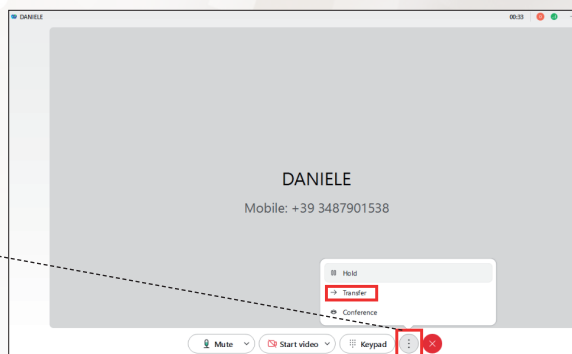 DANIELE
00:33
DANIELE
Mobile: +39 3487901538
Hold
Transfer
Conference
Mute
Start video
Keypad